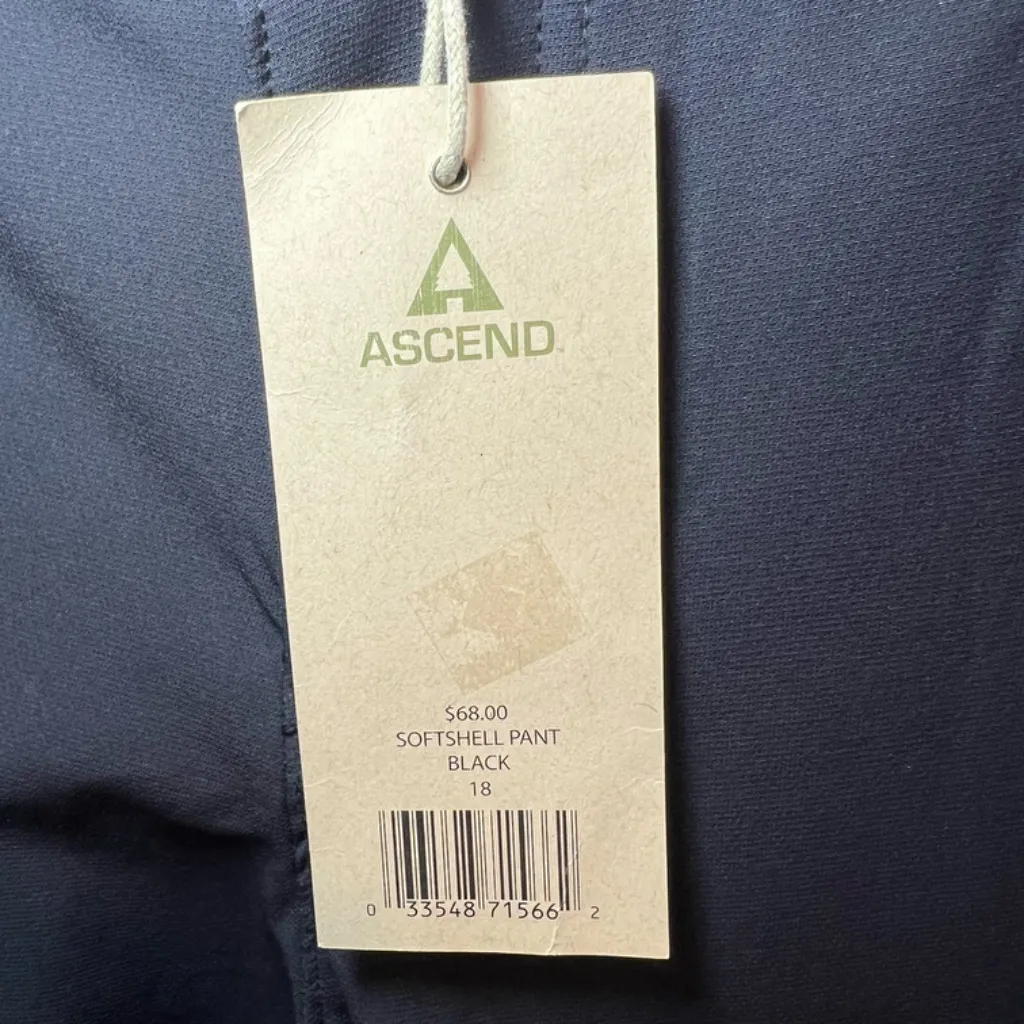 ASCEND
$68.00
SOFTSHELL PANT
BLACK
18
0 33548 71566 2